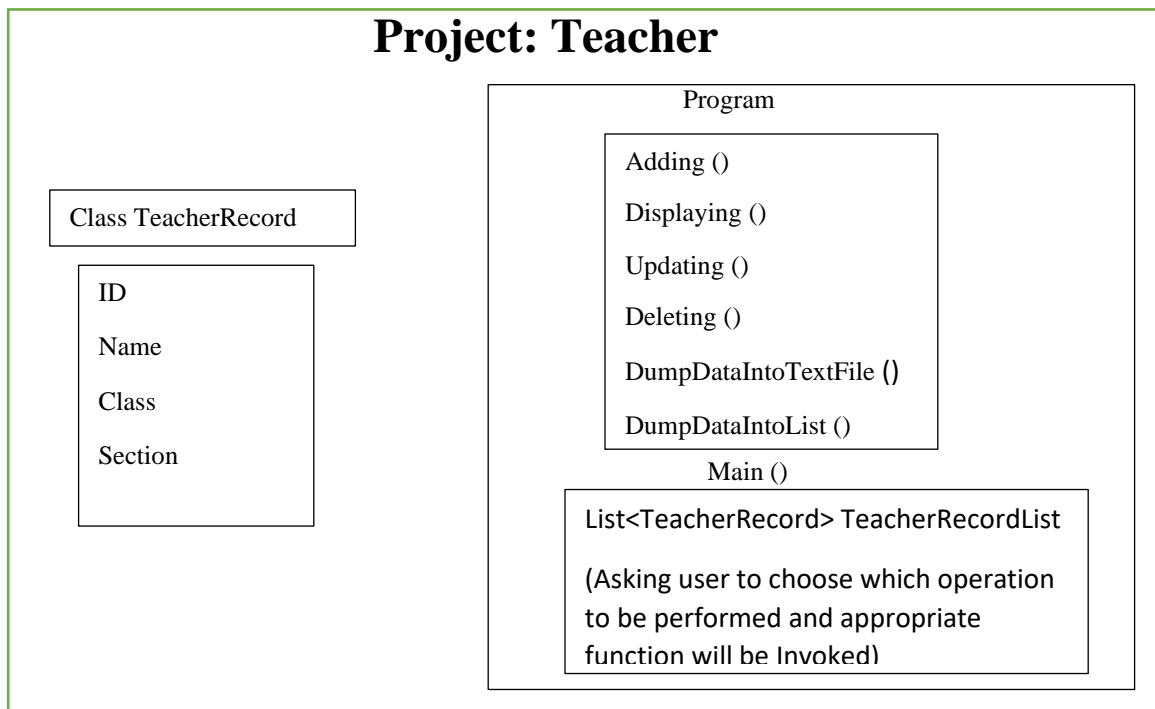 Project: Teacher
Class TeacherRecord
ID
Name
Class
Section
Program
Adding ()
Displaying ()
Updating ()
Deleting ()
DumpDataIntoTextFile ()
DumpDataIntoList ()
Main ()
List<TeacherRecord> TeacherRecordList
(Asking user to choose which operation
to be performed and appropriate
function will be Invoked)